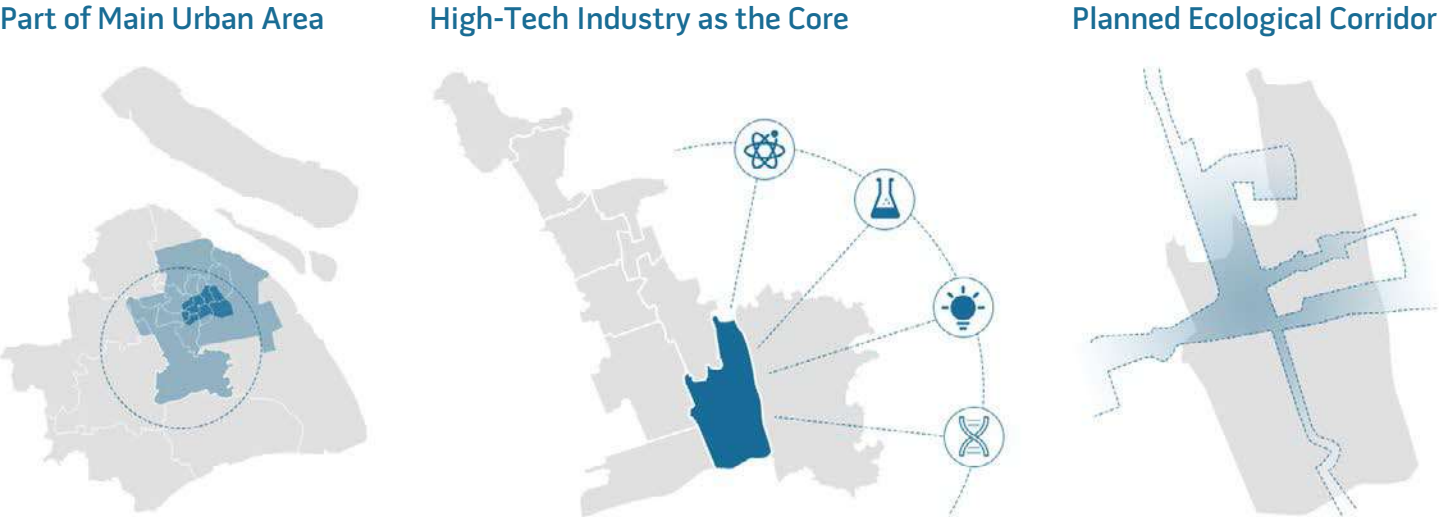 Part of Main Urban Area
High-Tech Industry as the Core
Planned Ecological Corridor